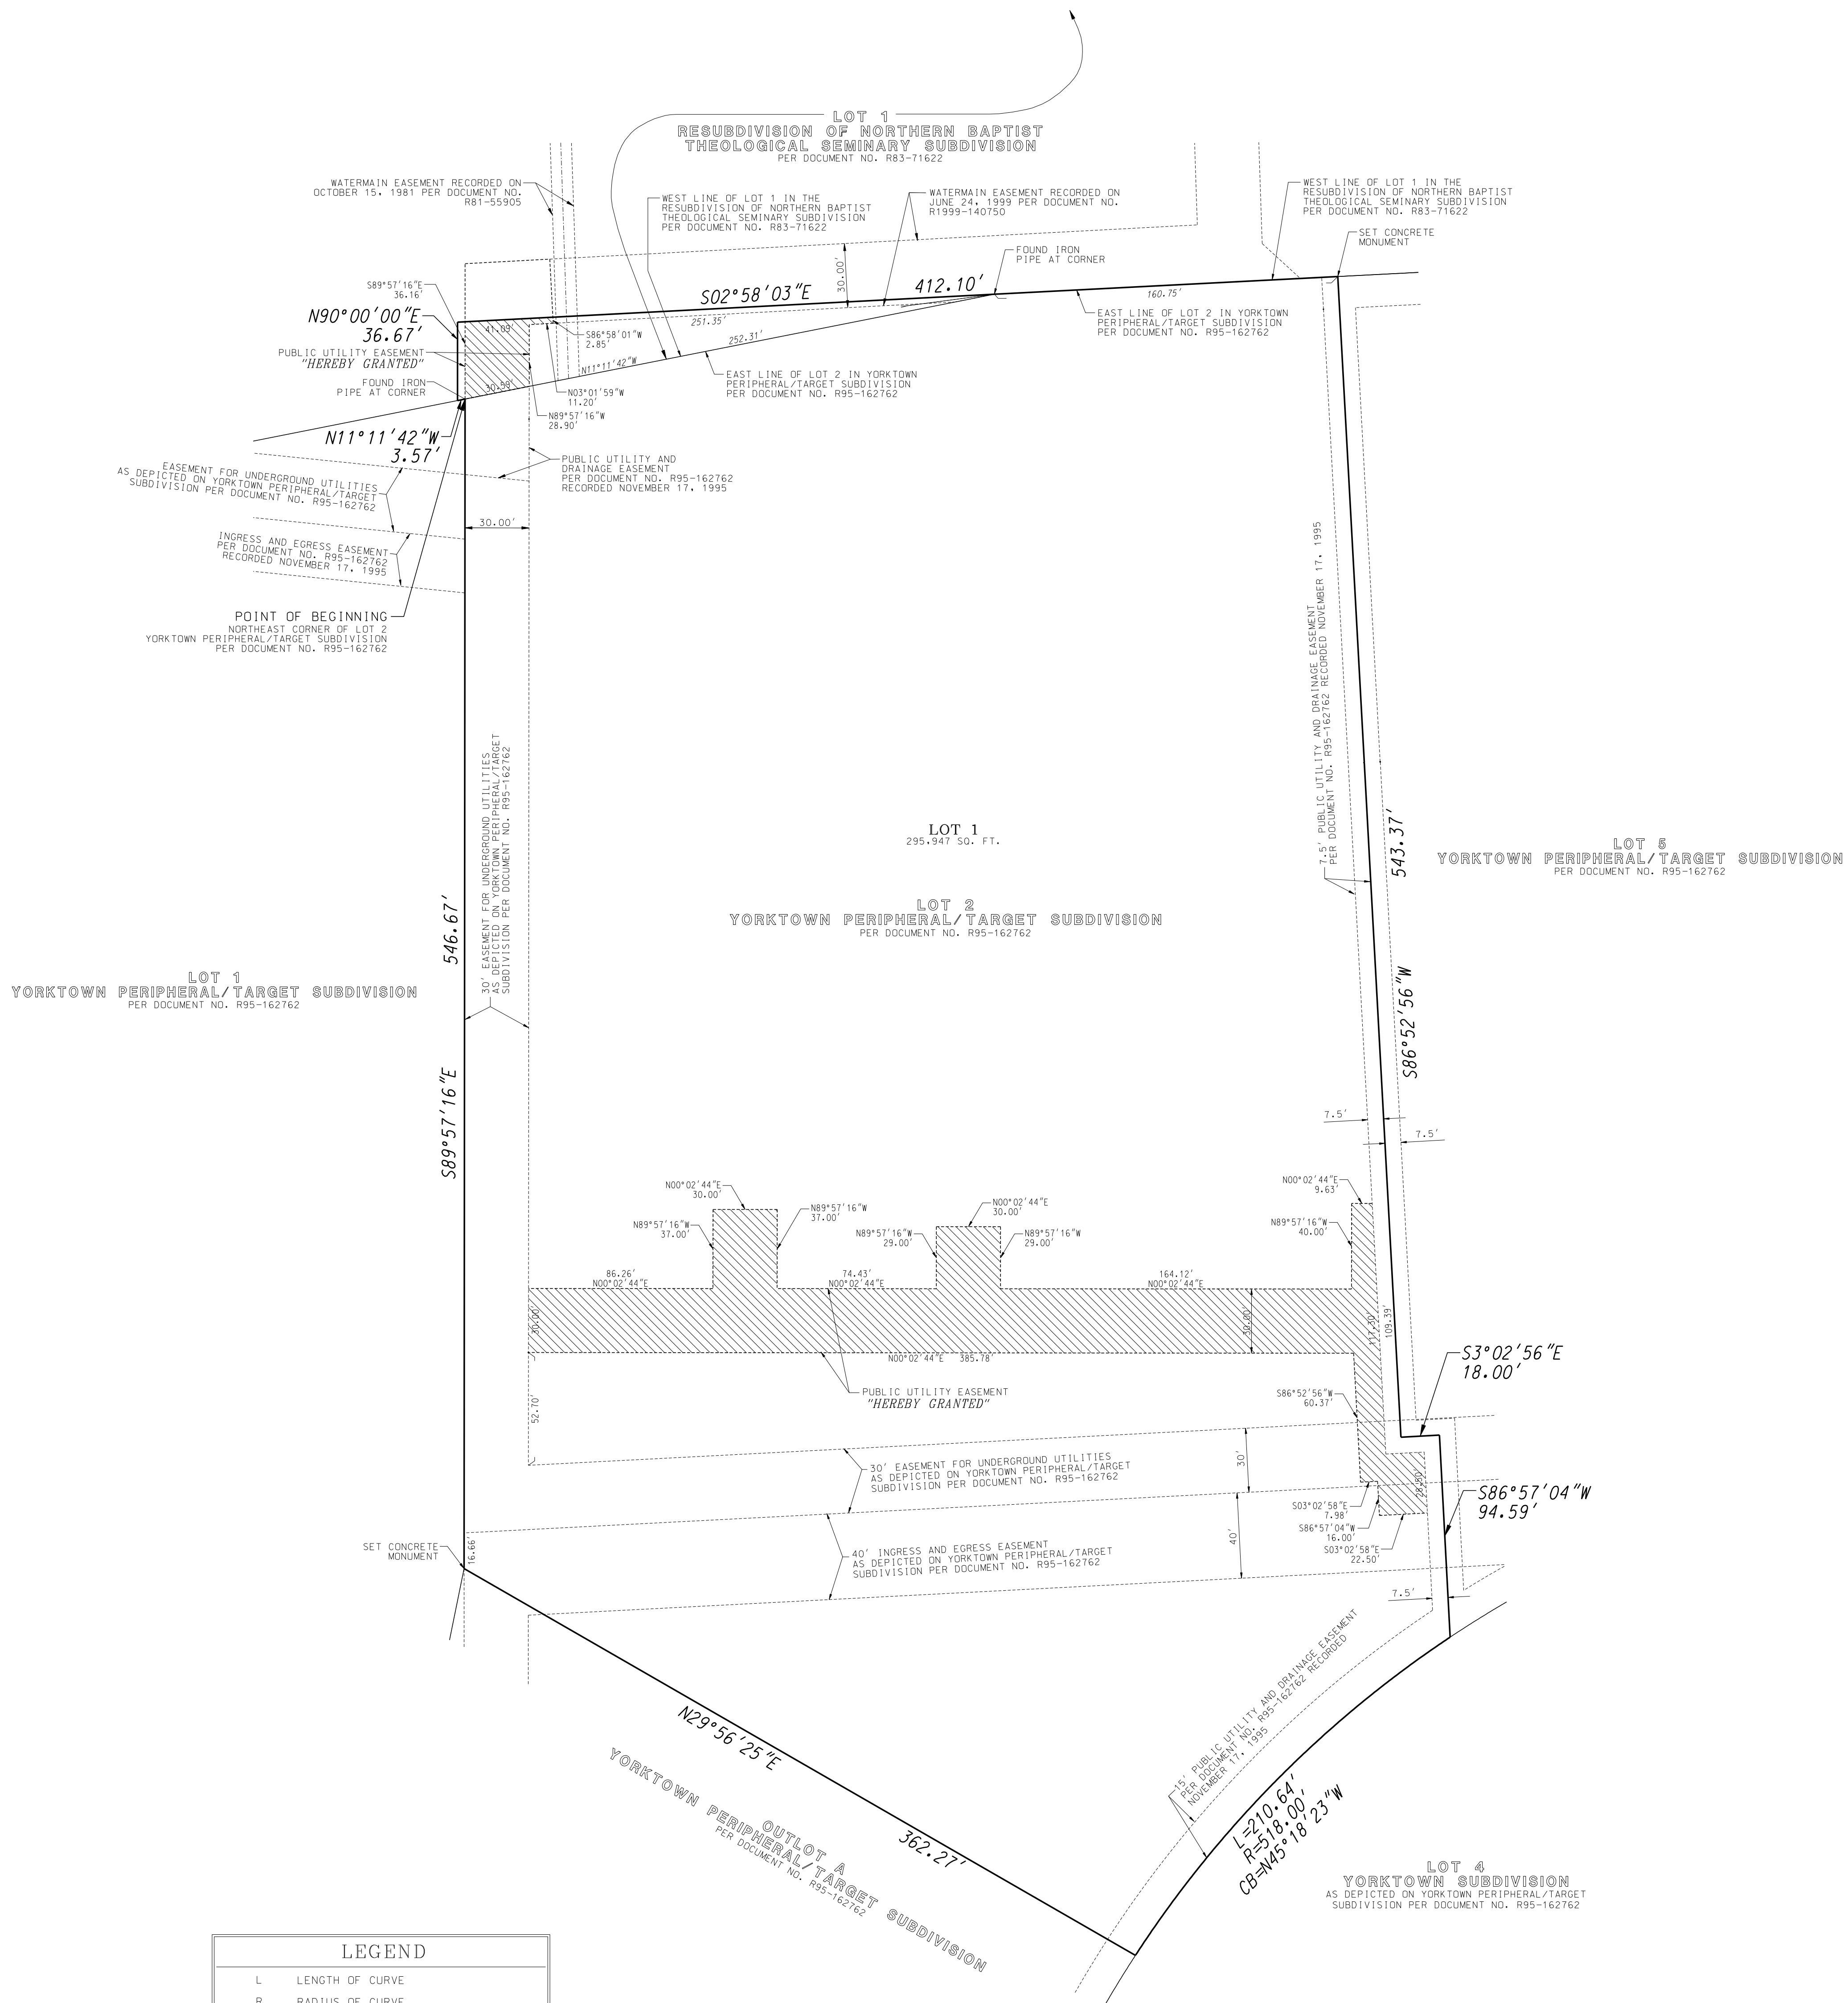 LOT 1
RESUBDIVISION OF NORTHERN BAPTIST
THEOLOGICAL SEMINARY SUBDIVISION
PER DOCUMENT NO. R83-71622
WATERMAIN EASEMENT RECORDED ON
OCTOBER 15, 1981 PER DOCUMENT NO.
R81-55905
WEST LINE OF LOT 1 IN THE
RESUBDIVISION OF NORTHERN BAPTIST
THEOLOGICAL SEMINARY SUBDIVISION
PER DOCUMENT NO. R83-71622
WATERMAIN EASEMENT RECORDED ON
JUNE 24, 1999 PER DOCUMENT NO.
R1999-140750
WEST LINE OF LOT 1 IN THE
RESUBDIVISION OF NORTHERN BAPTIST
THEOLOGICAL SEMINARY SUBDIVISION
PER DOCUMENT NO. R83-71622
SET CONCRETE
MONUMENT
FOUND IRON
PIPE AT CORNER
30.00'
S89°57'16"E
36.16'
S02°58'03"E
412.10'
160.75'
251.35'
N90°00'00"E
36.67'
41.09'
S86°58'01"W
2.85'
252.31'
EAST LINE OF LOT 2 IN YORKTOWN
PERIPHERAL/TARGET SUBDIVISION
PER DOCUMENT NO. R95-162762
PUBLIC UTILITY EASEMENT
"HEREBY GRANTED"
FOUND IRON
PIPE AT CORNER
30.59'
N11°11'42"W
N03°01'59"W
11.20'
EAST LINE OF LOT 2 IN YORKTOWN
PERIPHERAL/TARGET SUBDIVISION
PER DOCUMENT NO. R95-162762
N89°57'16"W
28.90'
N11°11'42"W
3.57'
PUBLIC UTILITY AND
DRAINAGE EASEMENT
PER DOCUMENT NO. R95-162762
RECORDED NOVEMBER 17, 1995
EASEMENT FOR UNDERGROUND UTILITIES
AS DEPICTED ON YORKTOWN PERIPHERAL/TARGET
SUBDIVISION PER DOCUMENT NO. R95-162762
30.00'
INGRESS AND EGRESS EASEMENT
PER DOCUMENT NO. R95-162762
RECORDED NOVEMBER 17, 1995
POINT OF BEGINNING
NORTHEAST CORNER OF LOT 2
YORKTOWN PERIPHERAL/TARGET SUBDIVISION
PER DOCUMENT NO. R95-162762
30' EASEMENT FOR UNDERGROUND UTILITIES
AS DEPICTED ON YORKTOWN PERIPHERAL/TARGET
SUBDIVISION PER DOCUMENT NO. R95-162762
7.5' PUBLIC UTILITY AND DRAINAGE EASEMENT
PER DOCUMENT NO. R95-162762 RECORDED NOVEMBER 17, 1995
LOT 1
295,947 SQ. FT.
543.37'
LOT 5
YORKTOWN PERIPHERAL/TARGET SUBDIVISION
PER DOCUMENT NO. R95-162762
LOT 2
YORKTOWN PERIPHERAL/TARGET SUBDIVISION
PER DOCUMENT NO. R95-162762
546.67'
LOT 1
YORKTOWN PERIPHERAL/TARGET SUBDIVISION
PER DOCUMENT NO. R95-162762
S86°52'56"W
S89°57'16"E
7.5'
7.5'
N00°02'44"E
30.00'
N89°57'16"W
37.00'
N89°57'16"W
37.00'
N00°02'44"E
30.00'
N89°57'16"W
29.00'
N89°57'16"W
29.00'
N00°02'44"E
9.63'
N89°57'16"W
40.00'
86.26'
N00°02'44"E
74.43'
N00°02'44"E
164.12'
N00°02'44"E
30.00'
30.00'
117.30'
109.39'
N00°02'44"E 385.78'
S3°02'56"E
18.00'
PUBLIC UTILITY EASEMENT
"HEREBY GRANTED"
52.70'
S86°52'56"W
60.37'
30' EASEMENT FOR UNDERGROUND UTILITIES
AS DEPICTED ON YORKTOWN PERIPHERAL/TARGET
SUBDIVISION PER DOCUMENT NO. R95-162762
30'
28.50'
S86°57'04"W
94.59'
S03°02'58"E
7.98'
S86°57'04"W
16.00'
S03°02'58"E
22.50'
SET CONCRETE
MONUMENT
16.66'
40' INGRESS AND EGRESS EASEMENT
AS DEPICTED ON YORKTOWN PERIPHERAL/TARGET
SUBDIVISION PER DOCUMENT NO. R95-162762
40'
7.5'
15' PUBLIC UTILITY AND DRAINAGE EASEMENT
PER DOCUMENT NO. R95-162762 RECORDED
NOVEMBER 17, 1995
N29°56'25"E
362.27'
OUTLOT A
YORKTOWN PERIPHERAL/TARGET SUBDIVISION
PER DOCUMENT NO. R95-162762
L=210.64'
R=518.00'
CB=N45°18'23"W
LOT 4
YORKTOWN SUBDIVISION
AS DEPICTED ON YORKTOWN PERIPHERAL/TARGET
SUBDIVISION PER DOCUMENT NO. R95-162762
LEGEND
L LENGTH OF CURVE
R RADIUS OF CURVE